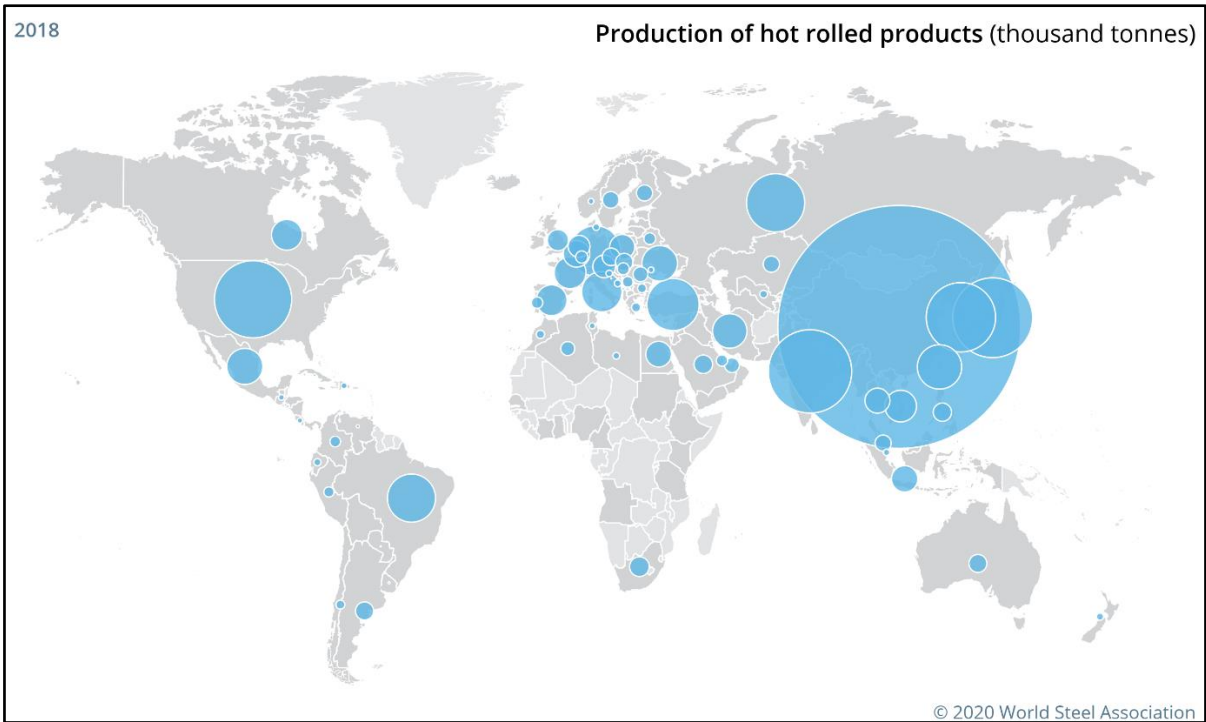 2018
Production of hot rolled products (thousand tonnes)
© 2020 World Steel Association